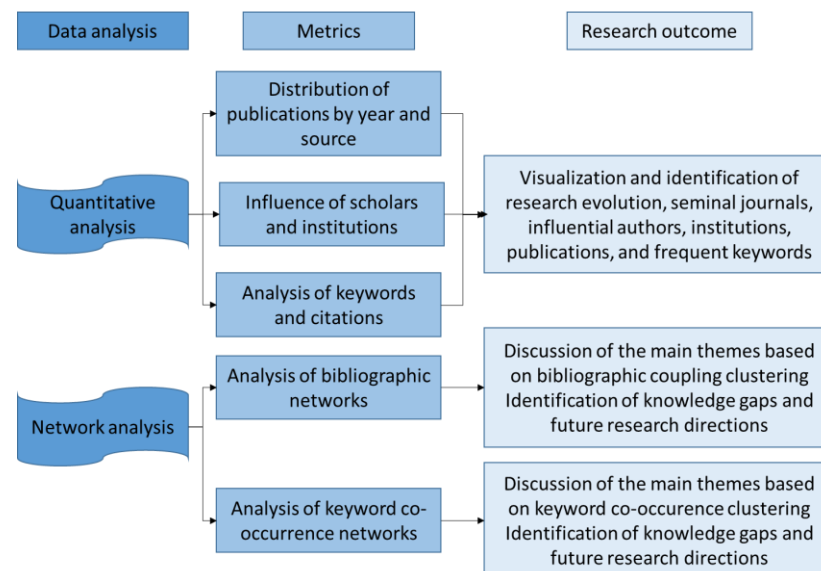 Data analysis
Metrics
Research outcome
Distribution of
publications by year and
source
Quantitative
analysis
Influence of scholars
and institutions
Analysis of keywords
and citations
Visualization and identification of
research evolution, seminal journals,
influential authors, institutions,
publications, and frequent keywords
Network analysis
Analysis of bibliographic
networks
Discussion of the main themes based
on bibliographic coupling clustering
Identification of knowledge gaps and
future research directions
Analysis of keyword co-
occurrence networks
Discussion of the main themes based
on keyword co-occurence clustering
Identification of knowledge gaps and
future research directions